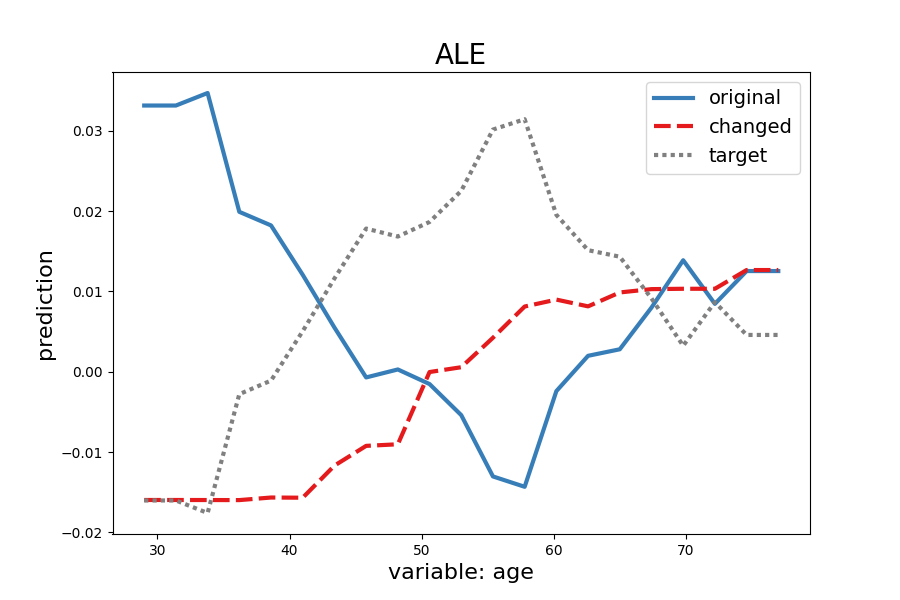 ALE
original
changed
target
0.03
0.02
0.01
0.00
−0.01
−0.02
prediction
30
40
50
60
70
variable: age